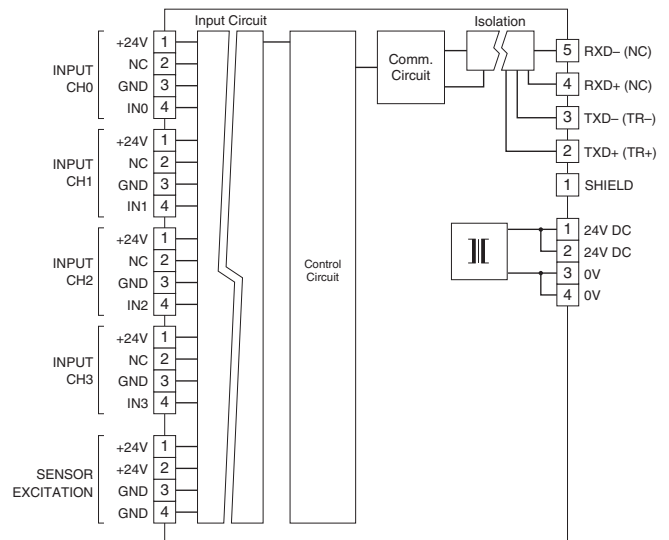 Input Circuit
Isolation
INPUT
CH0
+24V 1
NC 2
GND 3
IN0 4
INPUT
CH1
+24V 1
NC 2
GND 3
IN1 4
INPUT
CH2
+24V 1
NC 2
GND 3
IN2 4
INPUT
CH3
+24V 1
NC 2
GND 3
IN3 4
SENSOR
EXCITATION
+24V 1
+24V 2
GND 3
GND 4
Control
Circuit
Comm.
Circuit
5 RXD– (NC)
4 RXD+ (NC)
3 TXD– (TR–)
2 TXD+ (TR+)
1 SHIELD
1 24V DC
2 24V DC
3 0V
4 0V